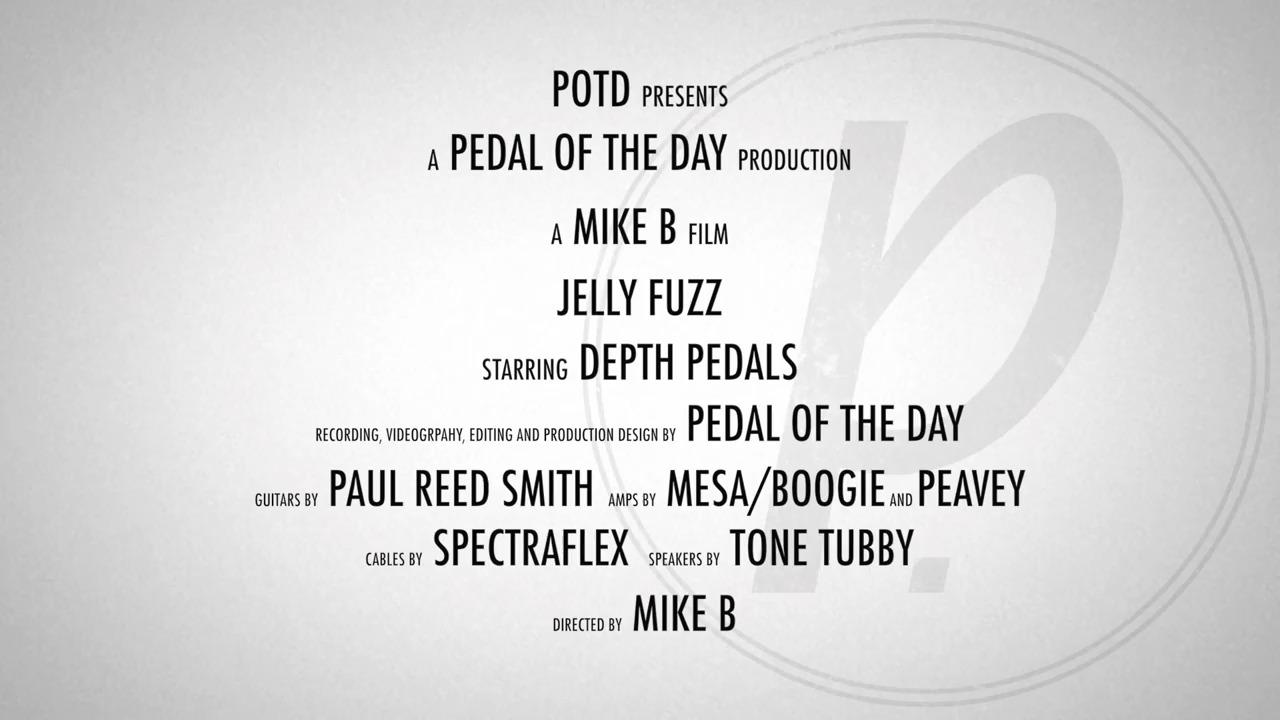 POTD PRESENTS
A PEDAL OF THE DAY PRODUCTION
A MIKE B FILM
JELLY FUZZ
STARRING DEPTH PEDALS
RECORDING, VIDEOGRPAHY, EDITING AND PRODUCTION DESIGN BY PEDAL OF THE DAY
GUITARS BY PAUL REED SMITH AMPS BY MESA/BOOGIE AND PEAVEY
CABLES BY SPECTRAFLEX SPEAKERS BY TONE TUBBY
DIRECTED BY MIKE B
p.